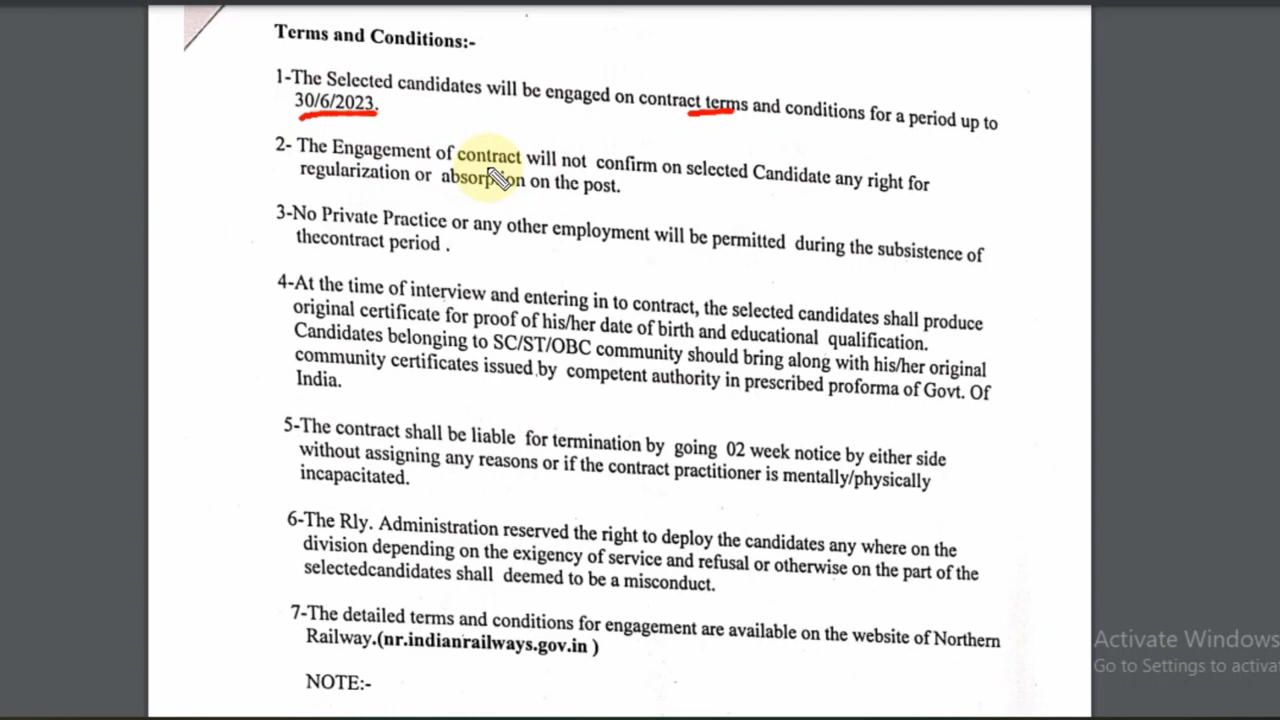 Terms and Conditions:-
1-The Selected candidates will be engaged on contract terms and conditions for a period up to
30/6/2023.
2- The Engagement of contract will not confirm on selected Candidate any right for
regularization or absorption on the post.
3-No Private Practice or any other employment will be permitted during the subsistence of
thecontract period .
4-At the time of interview and entering in to contract, the selected candidates shall produce
original certificate for proof of his/her date of birth and educational qualification.
Candidates belonging to SC/ST/OBC community should bring along with his/her original
community certificates issued by competent authority in prescribed proforma of Govt. Of
India.
5-The contract shall be liable for termination by going 02 week notice by either side
without assigning any reasons or if the contract practitioner is mentally/physically
incapacitated.
6-The Rly. Administration reserved the right to deploy the candidates any where on the
division depending on the exigency of service and refusal or otherwise on the part of the
selectedcandidates shall deemed to be a misconduct.
7-The detailed terms and conditions for engagement are available on the website of Northern
Railway.(nr.indianrailways.gov.in )
NOTE:-
Activate Windows
Go to Settings to activa